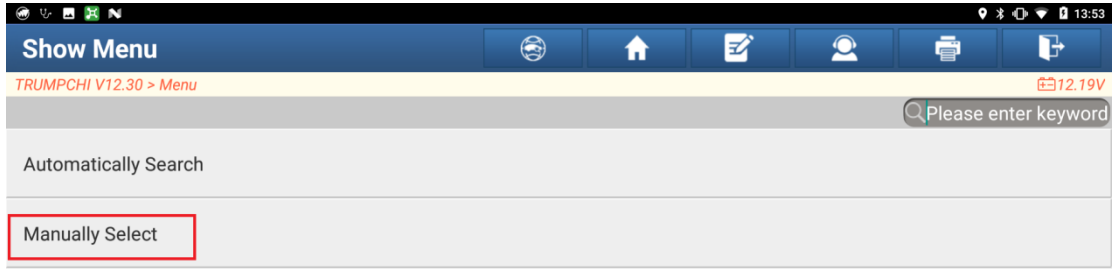 13:53
Show Menu
TRUMPCHI V12.30 > Menu
12.19V
Please enter keyword
Automatically Search
Manually Select